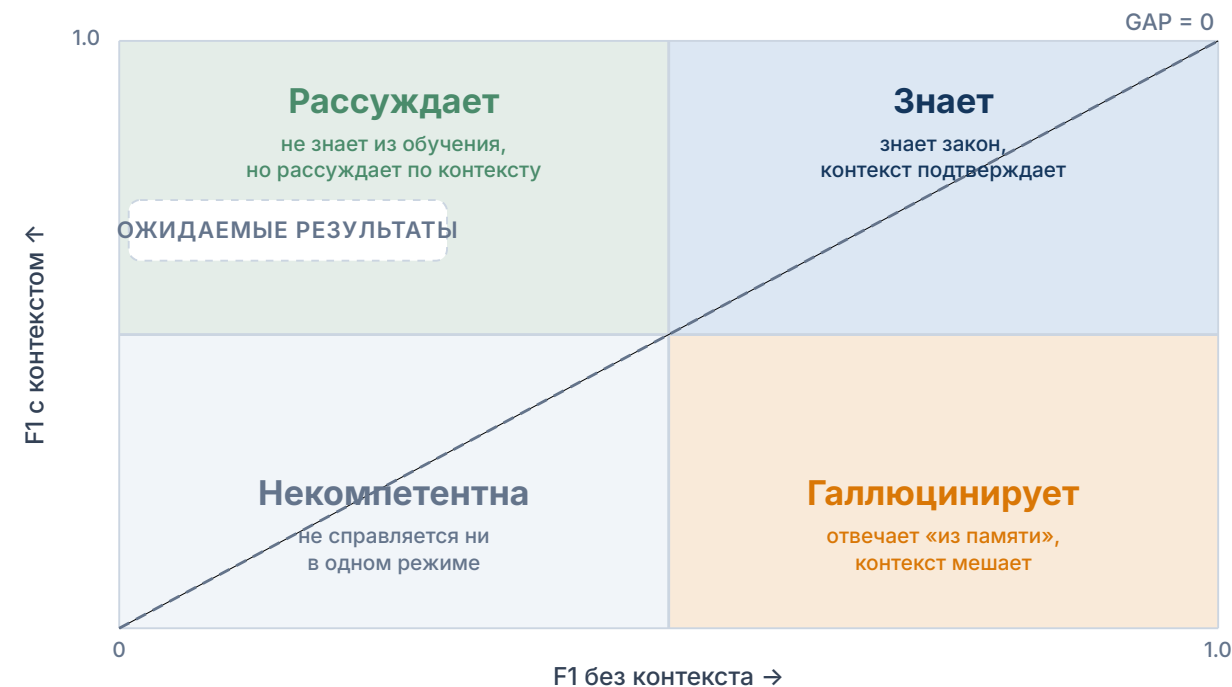 GAP = 0
1.0
Рассуждает
не знает из обучения,
но рассуждает по контексту
Знает
знает закон,
контекст подтверждает
ОЖИДАЕМЫЕ РЕЗУЛЬТАТЫ
F1 с контекстом →
Некомпетентна
не справляется ни
в одном режиме
Галлюцинирует
отвечает «из памяти»,
контекст мешает
0
1.0
F1 без контекста →